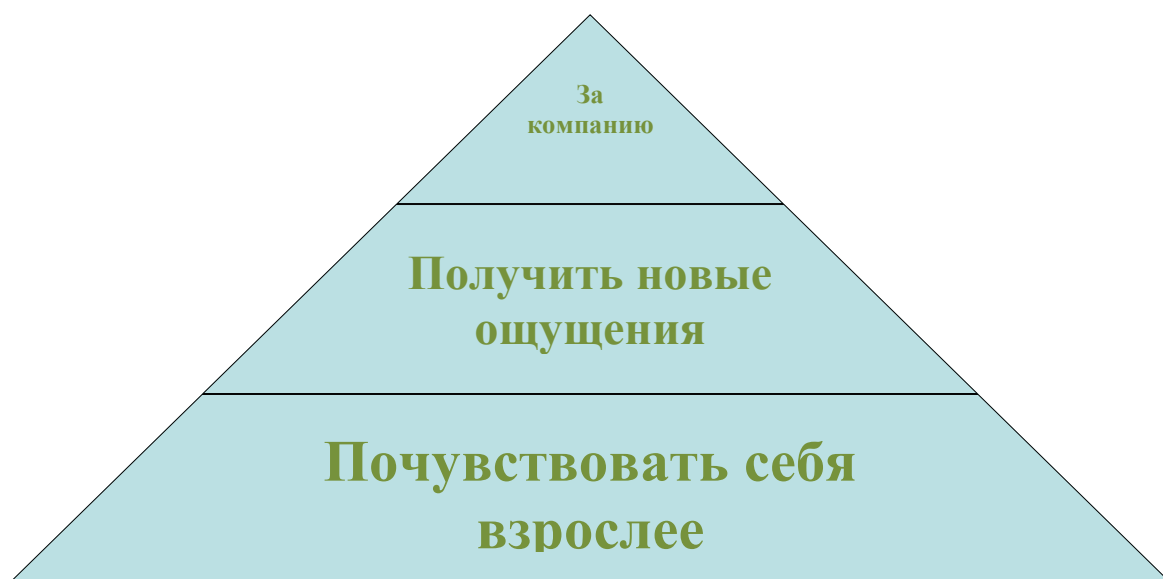 За
компанию
Получить новые
ощущения
Почувствовать себя
взрослее